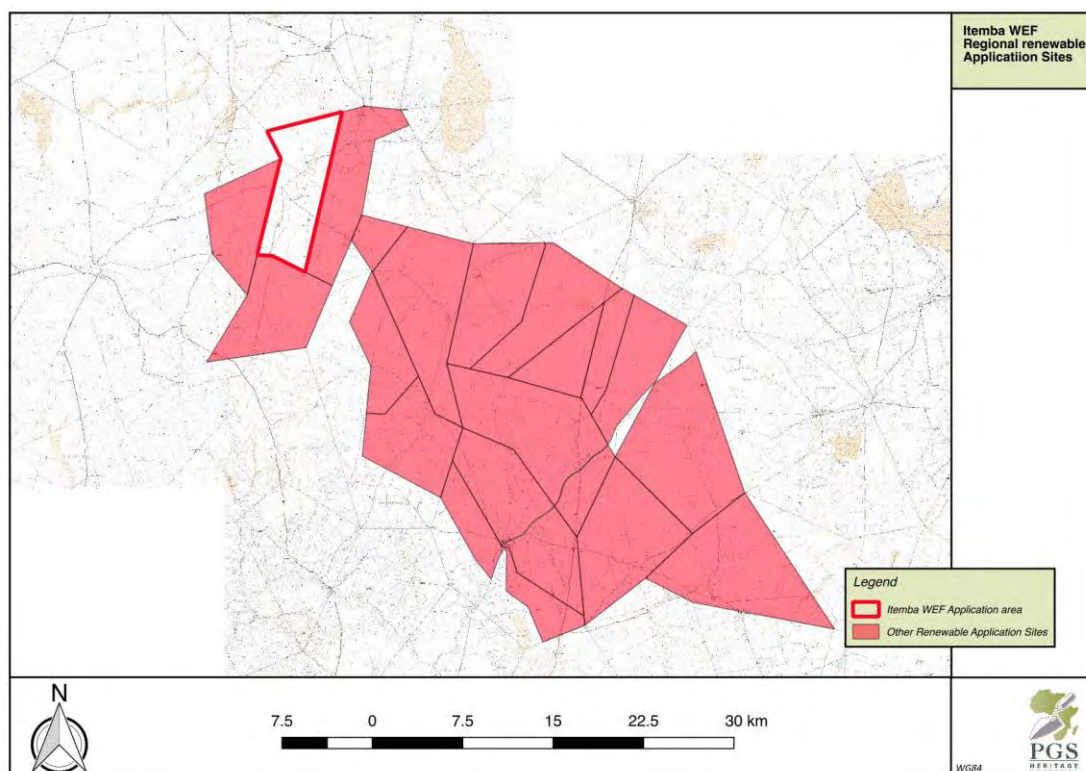 Itemba WEF
Regional renewable
Applicatiion Sites
Legend
Itemba WEF Application area
Other Renewable Application Sites
N
7.5 0 7.5 15 22.5 30 km
PGS
HERITAGE
WG84